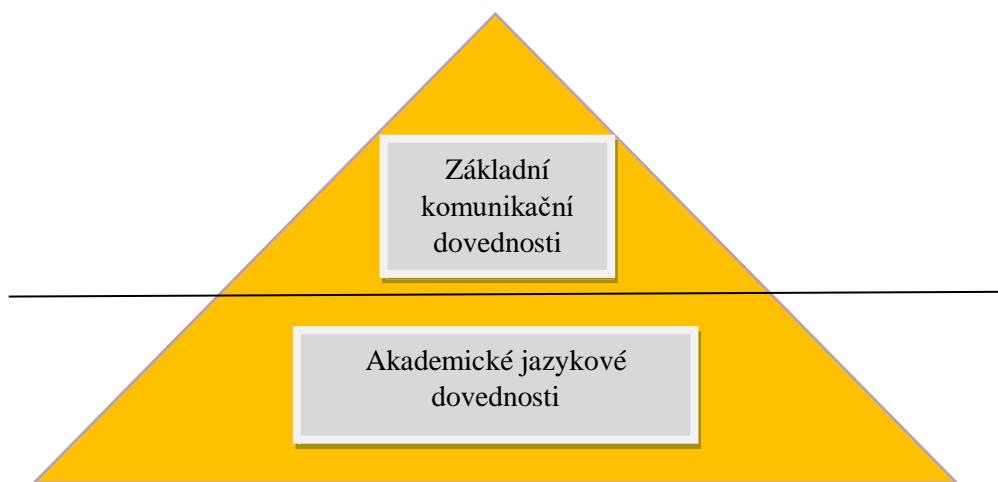 Základní
komunikační
dovednosti
Akademické jazykové
dovednosti